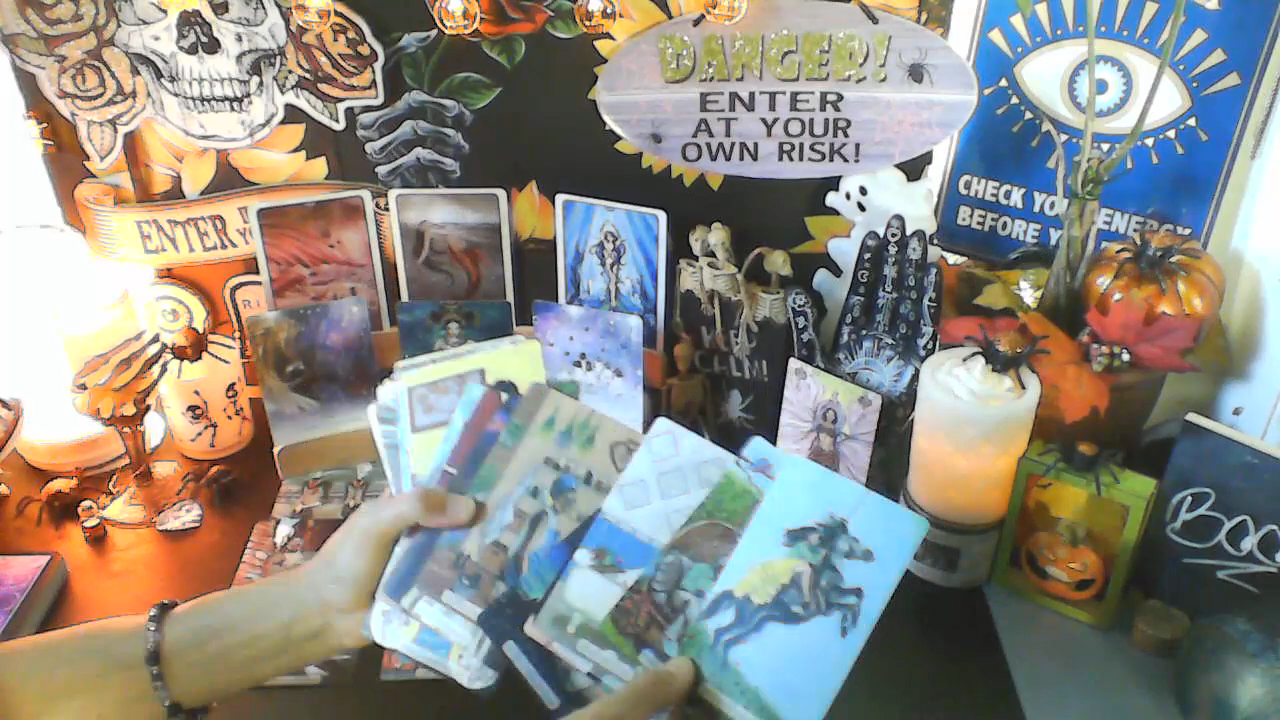 DANGER!
ENTER
AT YOUR
OWN RISK!
CHECK YOUR ENERGY
BEFORE
ENTER
KEEP
CALM!
BOO